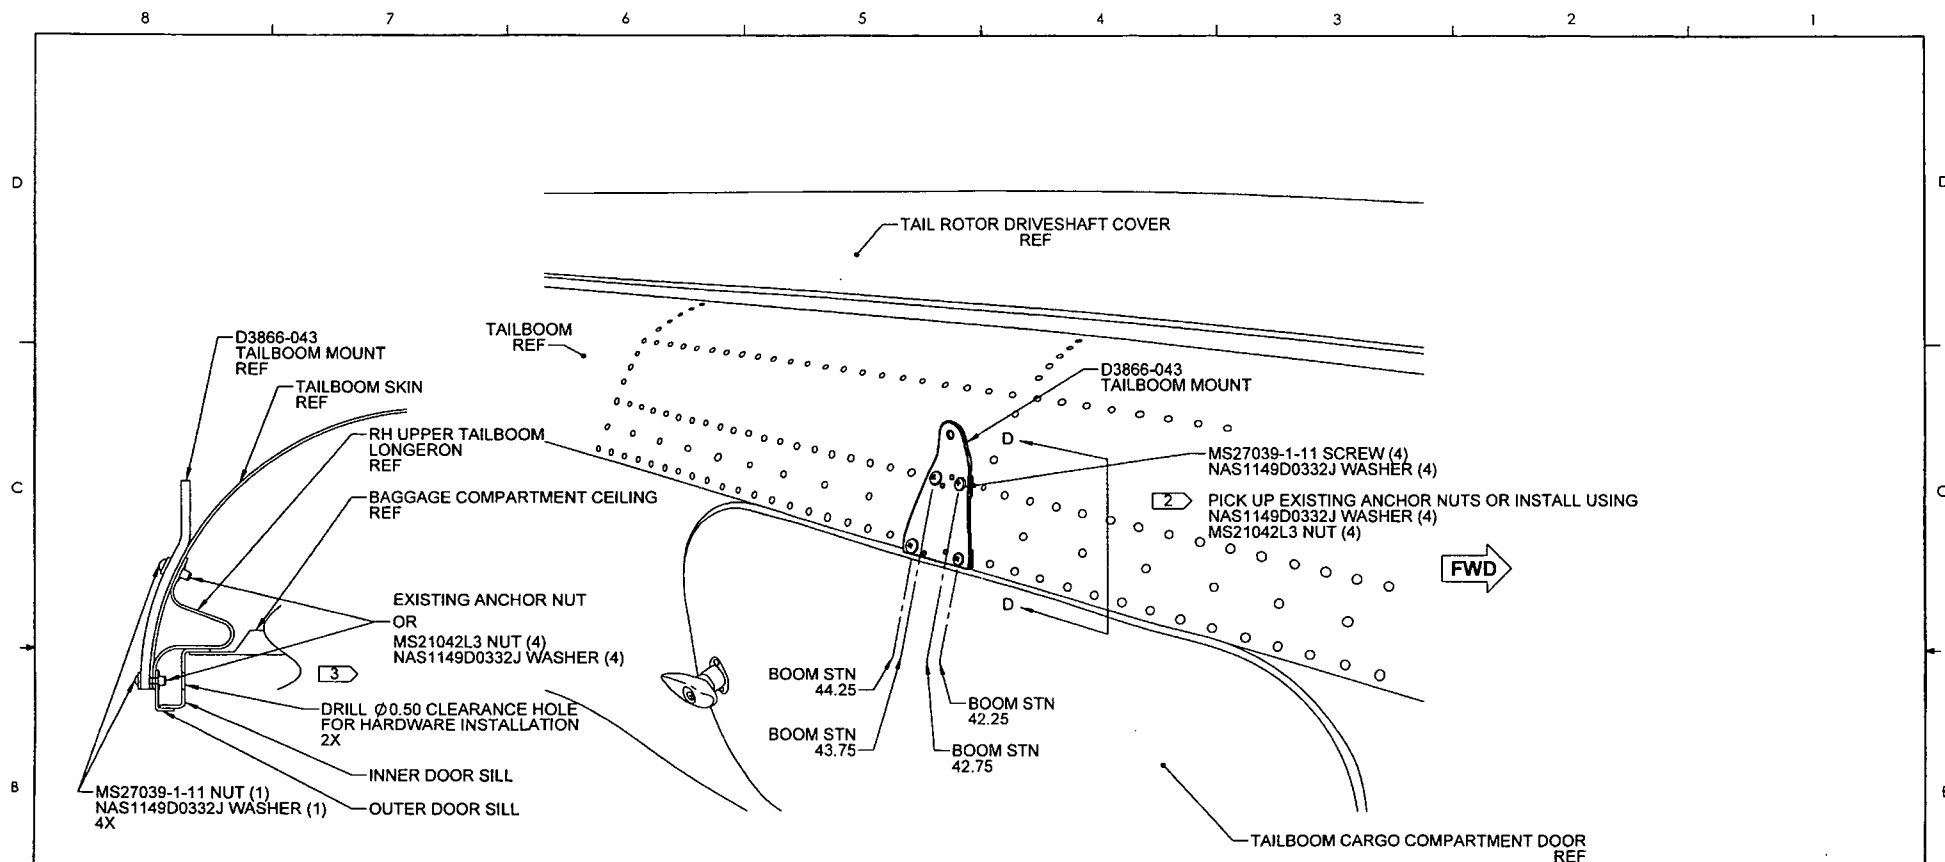 8 7 6 5 4 3 2 1
D
D
TAIL ROTOR DRIVESHAFT COVER
REF
D3866-043
TAILBOOM MOUNT
REF
TAILBOOM SKIN
REF
TAILBOOM
REF
D3866-043
TAILBOOM MOUNT
RH UPPER TAILBOOM
LONGERON
REF
D
MS27039-1-11 SCREW (4)
NAS1149D0332J WASHER (4)
C
C
BAGGAGE COMPARTMENT CEILING
REF
2 PICK UP EXISTING ANCHOR NUTS OR INSTALL USING
NAS1149D0332J WASHER (4)
MS21042L3 NUT (4)
FWD
EXISTING ANCHOR NUT
OR
MS21042L3 NUT (4)
NAS1149D0332J WASHER (4)
D
3
DRILL Ø0.50 CLEARANCE HOLE
FOR HARDWARE INSTALLATION
2X
BOOM STN
44.25
BOOM STN
42.25
BOOM STN
43.75
BOOM STN
42.75
INNER DOOR SILL
B
MS27039-1-11 NUT (1)
NAS1149D0332J WASHER (1)
4X
OUTER DOOR SILL
TAILBOOM CARGO COMPARTMENT DOOR
REF